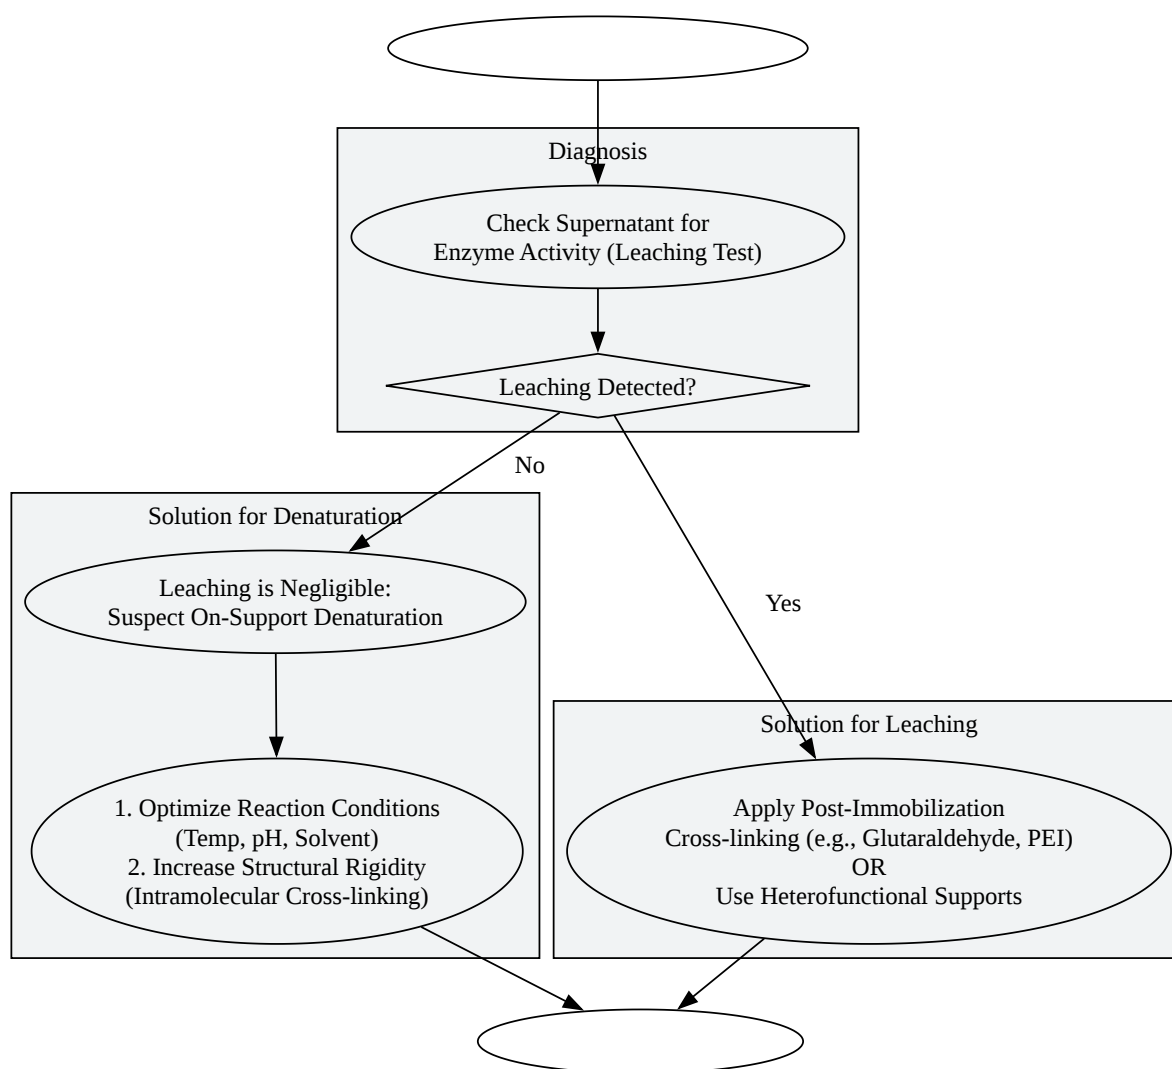 Diagnosis
Check Supernatant for
Enzyme Activity (Leaching Test)
Leaching Detected?
No
Yes
Solution for Denaturation
Leaching is Negligible:
Suspect On-Support Denaturation
1. Optimize Reaction Conditions
(Temp, pH, Solvent)
2. Increase Structural Rigidity
(Intramolecular Cross-linking)
Solution for Leaching
Apply Post-Immobilization
Cross-linking (e.g., Glutaraldehyde, PEI)
OR
Use Heterofunctional Supports